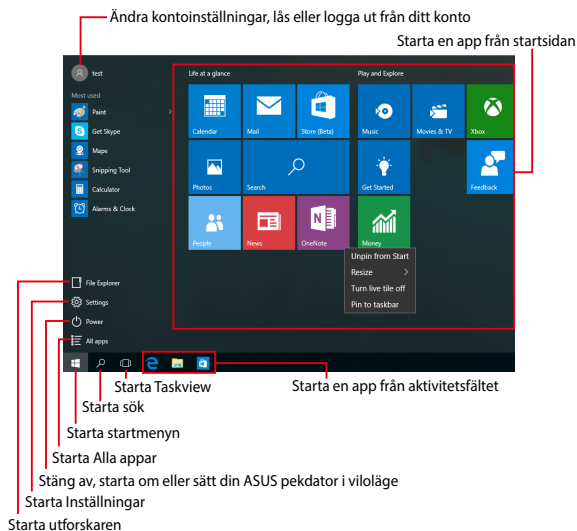 Ändra kontoinställningar, lås eller logga ut från ditt konto
Starta en app från startsidan
test
Most used
Paint
Get Skype
Maps
Snipping Tool
Calculator
Alarms & Clock
File Explorer
Settings
Power
All apps
Life at a glance
Play and Explore
Calendar
Mail
Store (Beta)
Music
Movies & TV
Xbox
Photos
Search
Get Started
Feedback
People
News
OneNote
Money
Unpin from Start
Resize
Turn live tile off
Pin to taskbar
Starta Taskview
Starta en app från aktivitetsfältet
Starta sök
Starta startmenyn
Starta Alla appar
Stäng av, starta om eller sätt din ASUS pekdator i viloläge
Starta Inställningar
Starta utforskaren